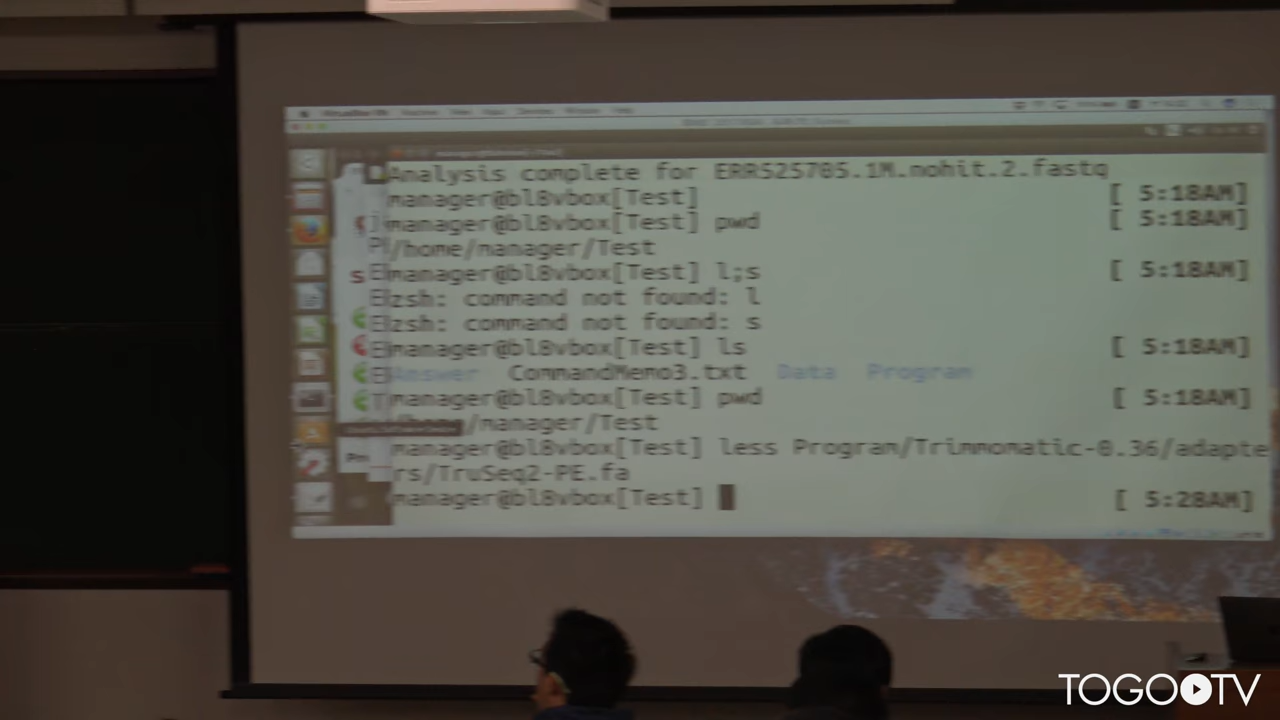 Analysis complete for ERR525705.1M.nohit.2.fastq
manager@bl8vbox[Test] [ 5:18AM]
manager@bl8vbox[Test] pwd [ 5:18AM]
/home/manager/Test
manager@bl8vbox[Test] l;s [ 5:18AM]
zsh: command not found: l
zsh: command not found: s
manager@bl8vbox[Test] ls [ 5:18AM]
Answer CommandMemo3.txt Data Program
manager@bl8vbox[Test] pwd [ 5:18AM]
/manager/Test
manager@bl8vbox[Test] less Program/Trimmomatic-0.36/adapte
rs/TruSeq2-PE.fa
manager@bl8vbox[Test] [ 5:28AM]
TOGO TV